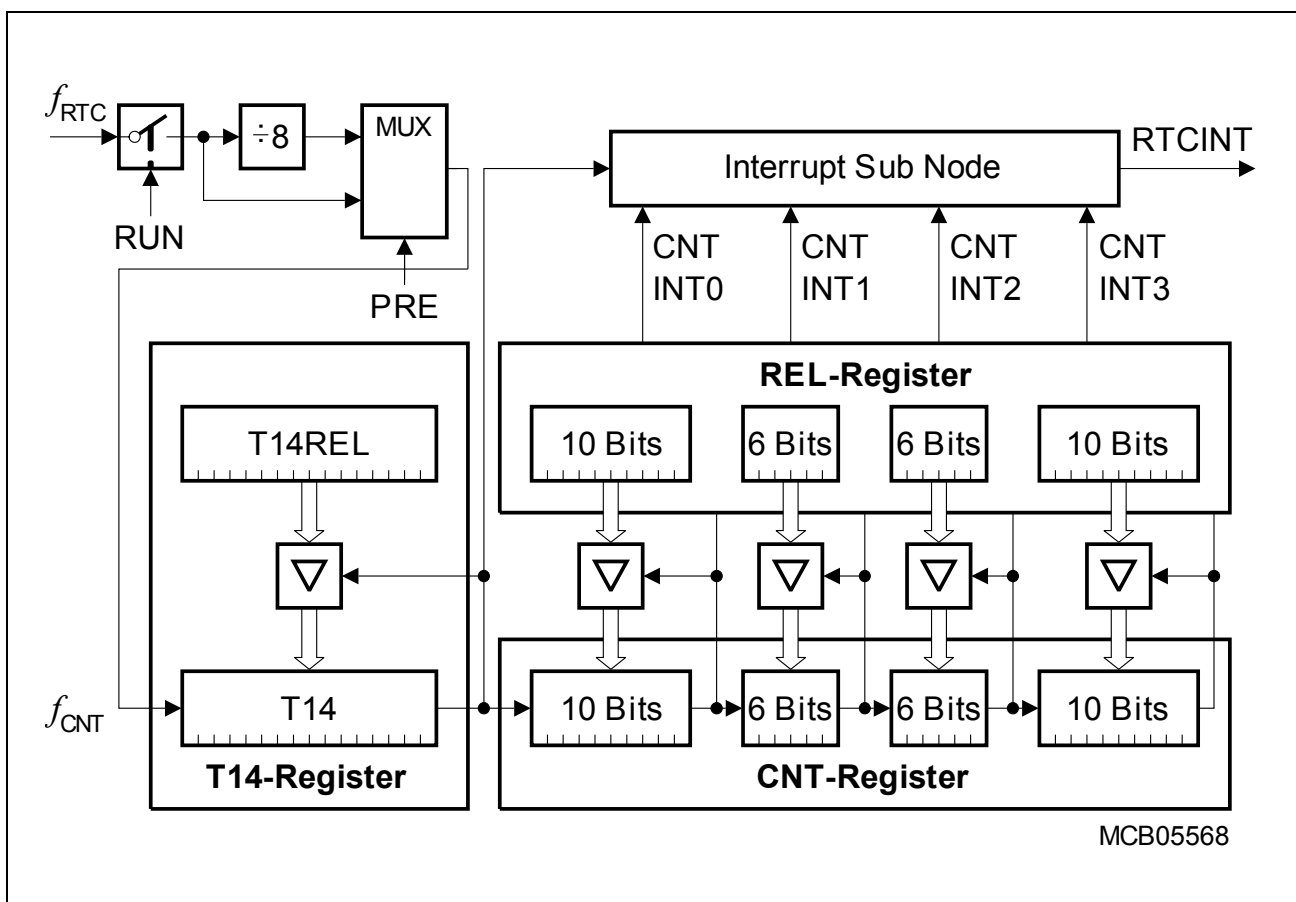 fRTC
÷8
MUX
RUN
PRE
Interrupt Sub Node
RTCINT
CNT INT0
CNT INT1
CNT INT2
CNT INT3
REL-Register
T14REL
10 Bits
6 Bits
6 Bits
10 Bits
fCNT
T14
10 Bits
6 Bits
6 Bits
10 Bits
T14-Register
CNT-Register
MCB05568